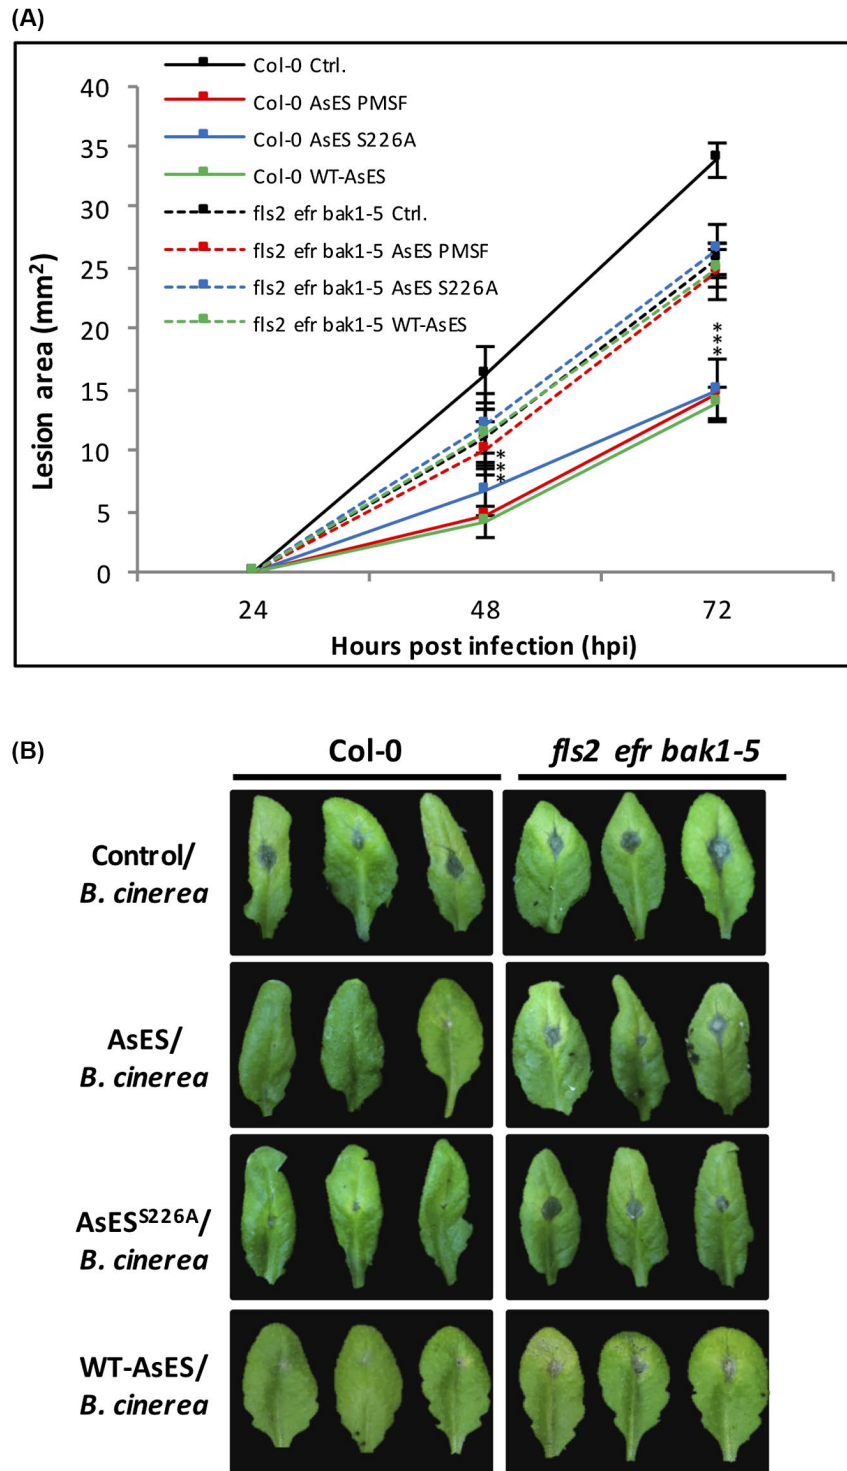 (A)
Col-0 Ctrl.
Col-0 AsES PMSF
Col-0 AsES S226A
Col-0 WT-AsES
fls2 efr bak1-5 Ctrl.
fls2 efr bak1-5 AsES PMSF
fls2 efr bak1-5 AsES S226A
fls2 efr bak1-5 WT-AsES
Lesion area (mm²)
40
35
30
25
20
15
10
5
0
***
***
24 48 72
Hours post infection (hpi)
(B)
Col-0 fls2 efr bak1-5
Control/
B. cinerea
AsES/
B. cinerea
AsES^S226A/
B. cinerea
WT-AsES/
B. cinerea